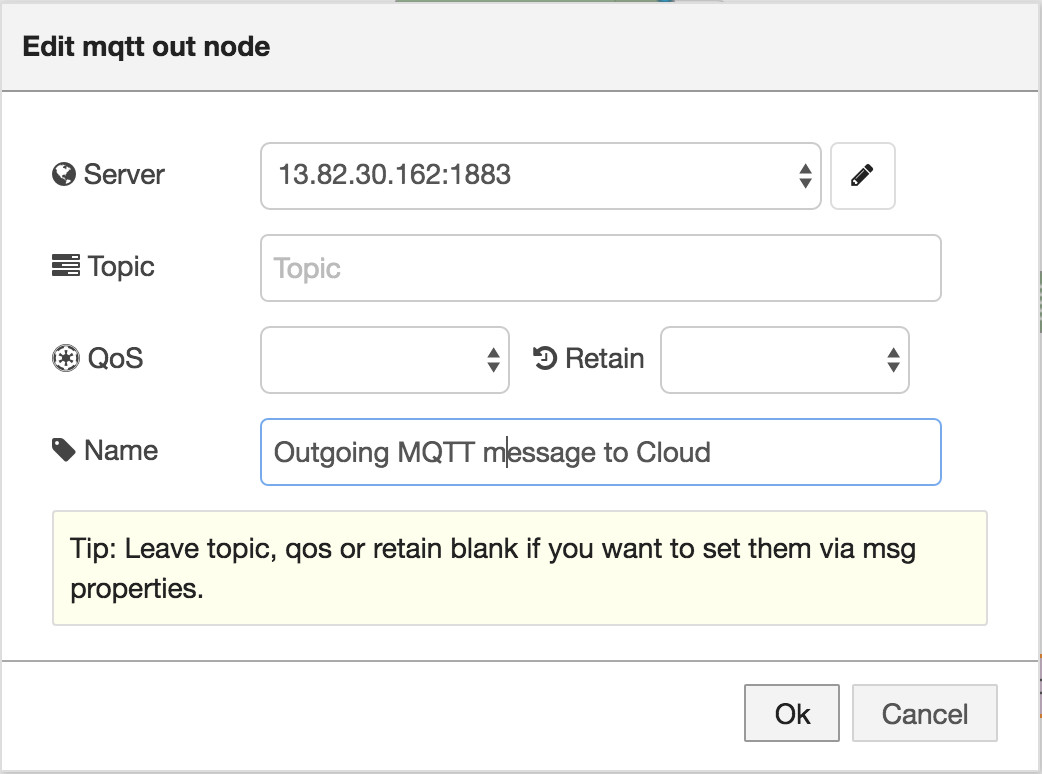 Edit mqtt out node
Server 13.82.30.162:1883
Topic Topic
QoS Retain
Name Outgoing MQTT message to Cloud
Tip: Leave topic, qos or retain blank if you want to set them via msg
properties.
Ok Cancel